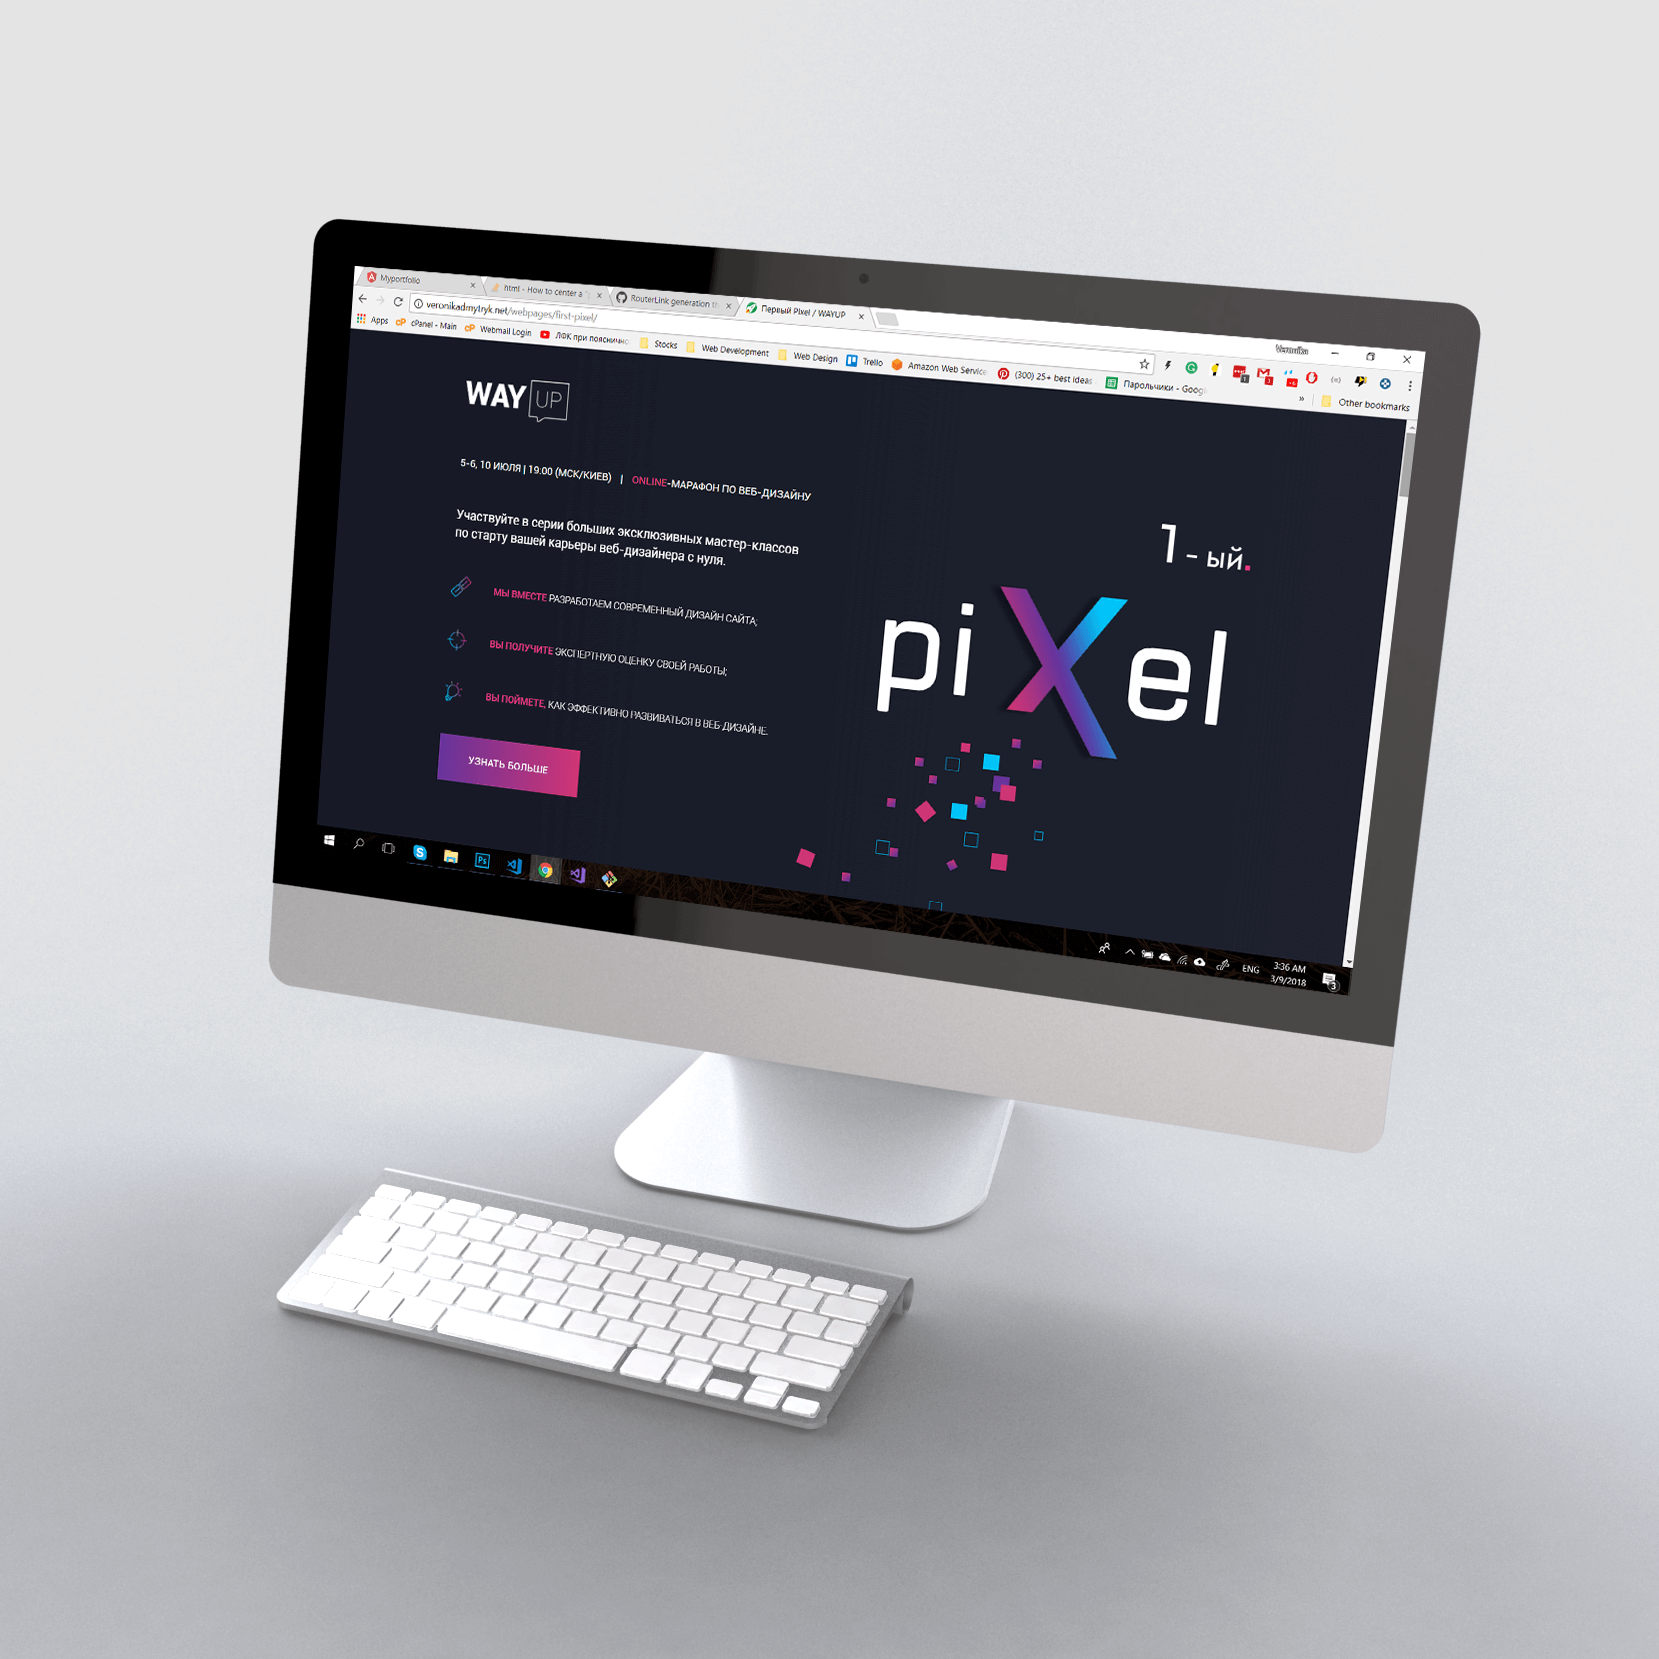 Myportfolio
html - How to center a
RouterLink generation
Первый Pixel / WAYUP
Veronika
veronikadmytryk.net/webpages/first-pixel/
Apps
cPanel - Main
Webmail Login
ЛФК при
Stocks
Web Development
Web Design
Trello
Amazon Web
(300) 25+ best ideas
Парольчики -
»
Other bookmarks
WAY UP
5-6, 10 ИЮЛЯ | 19:00 (МСК/КИЕВ) | ONLINE-МАРАФОН ПО ВЕБ-ДИЗАЙНУ
Участвуйте в серии больших эксклюзивных мастер-классов
по старту вашей карьеры веб-дизайнера с нуля.
МЫ ВМЕСТЕ РАЗРАБОТАЕМ СОВРЕМЕННЫЙ ДИЗАЙН САЙТА;
ВЫ ПОЛУЧИТЕ ЭКСПЕРТНУЮ ОЦЕНКУ СВОЕЙ РАБОТЫ;
ВЫ ПОЙМЕТЕ, КАК ЭФФЕКТИВНО РАЗВИВАТЬСЯ В ВЕБ-ДИЗАЙНЕ.
УЗНАТЬ БОЛЬШЕ
1 - ый.
piXel
Ps
ENG
3:36 AM
3/9/2018
3